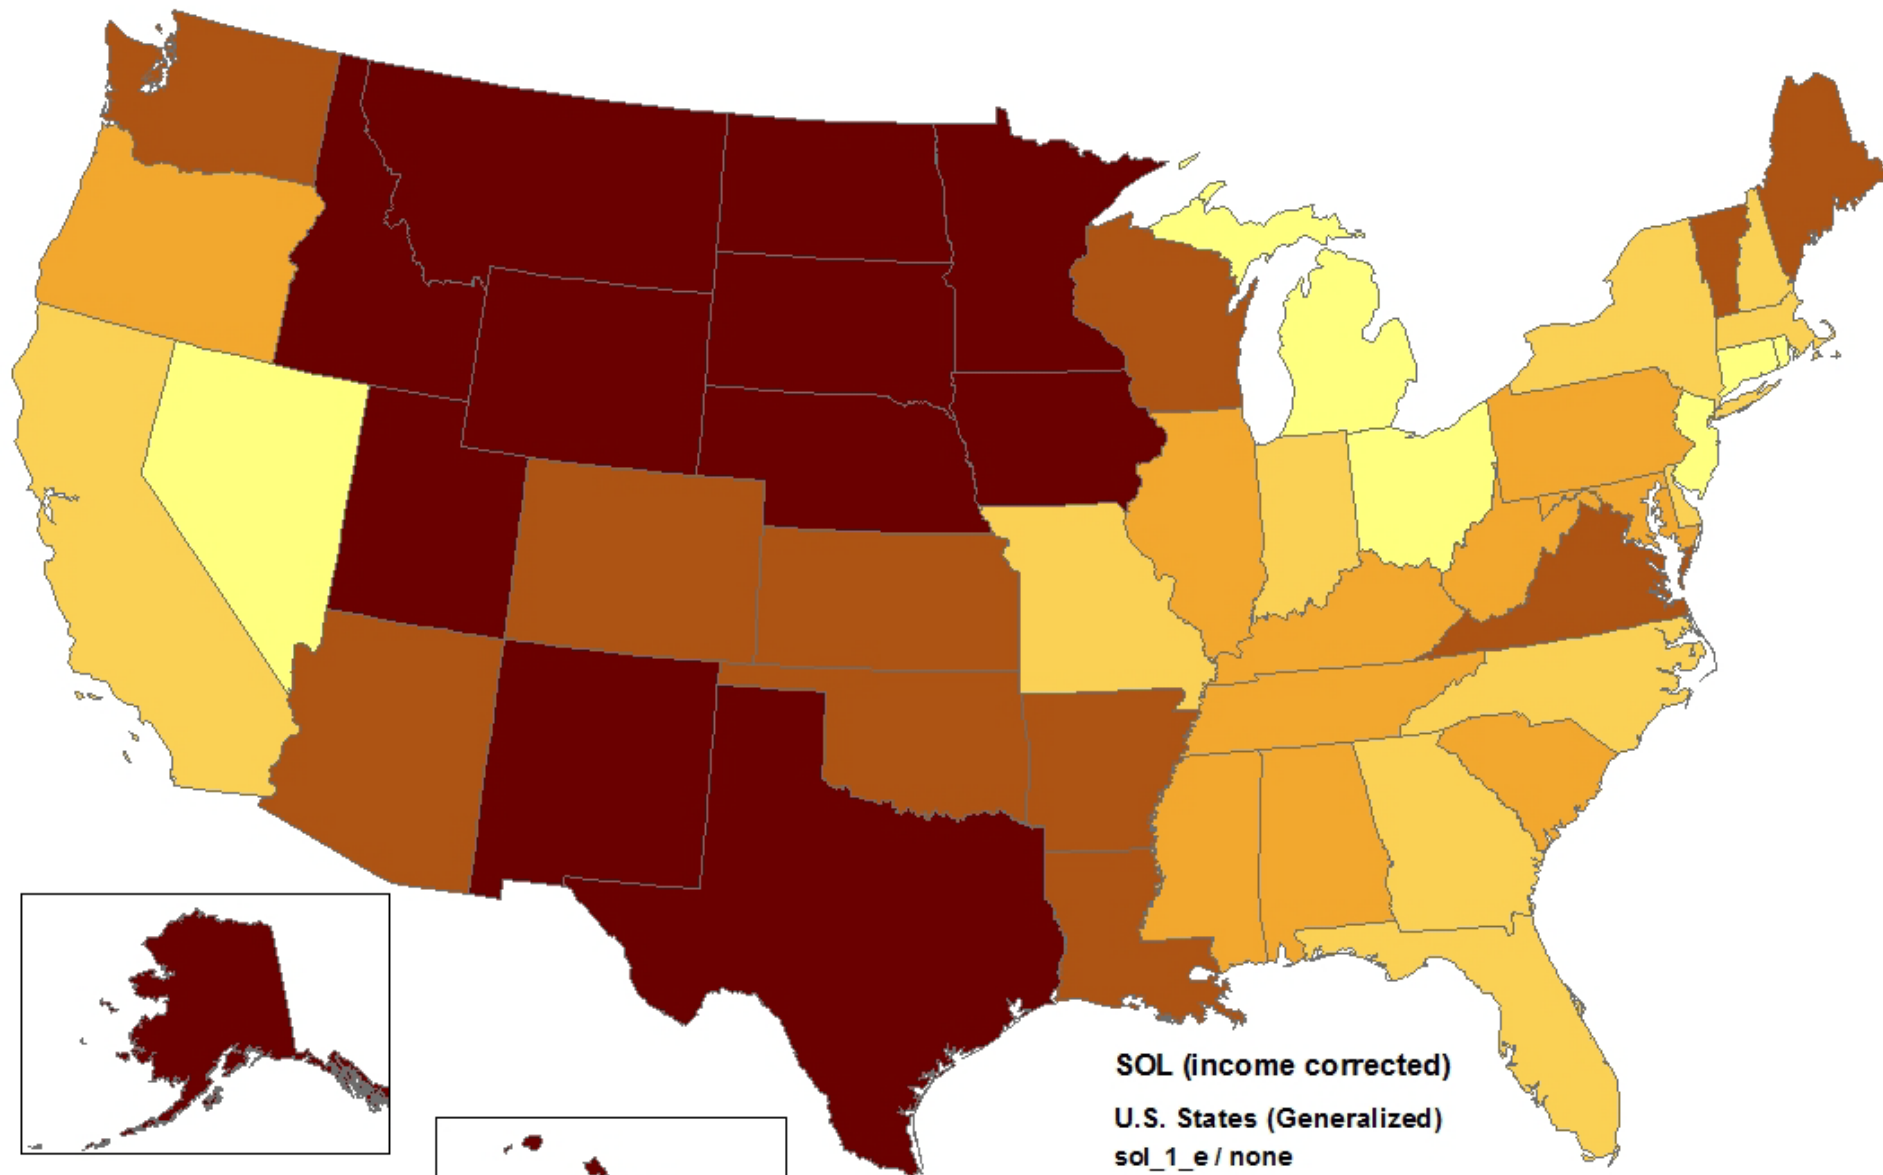 SOL (income corrected)
U.S. States (Generalized)
sol_1_e / none